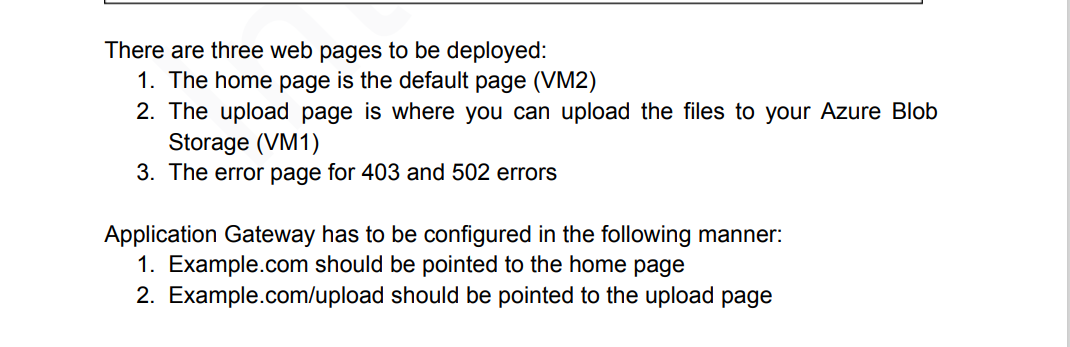 There are three web pages to be deployed:
1. The home page is the default page (VM2)
2. The upload page is where you can upload the files to your Azure Blob
Storage (VM1)
3. The error page for 403 and 502 errors
Application Gateway has to be configured in the following manner:
1. Example.com should be pointed to the home page
2. Example.com/upload should be pointed to the upload page